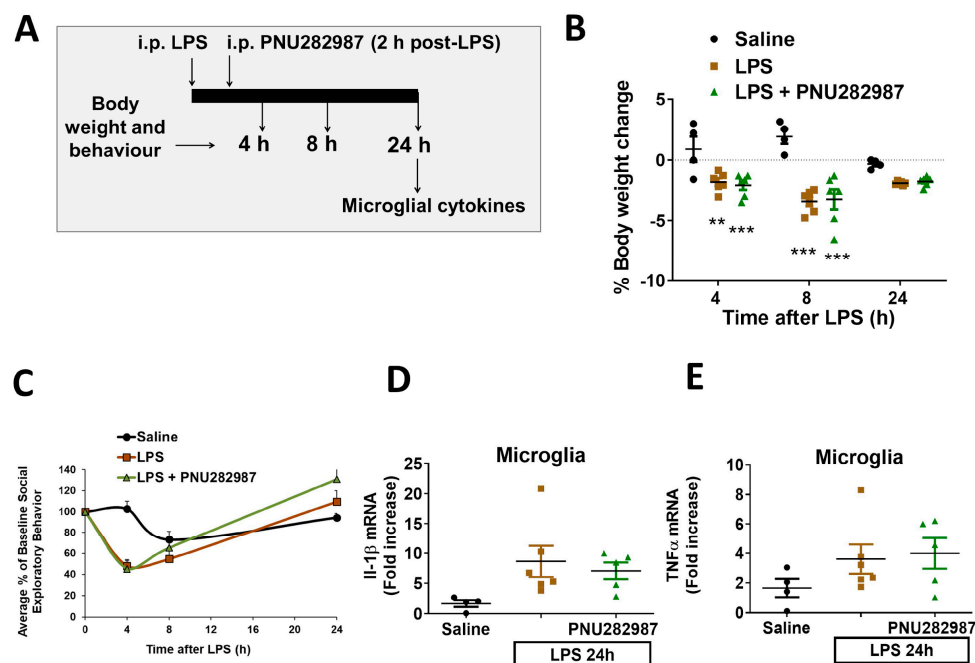 A
i.p. LPS
i.p. PNU282987 (2 h post-LPS)
Body
weight and
behaviour
4 h
8 h
24 h
Microglial cytokines
B
Saline
LPS
LPS + PNU282987
% Body weight change
5
0
-5
-10
**
***
***
***
4
8
24
Time after LPS (h)
C
Saline
LPS
LPS + PNU282987
Average % of Baseline Social
Exploratory Behavior
140
120
100
80
60
40
20
0
0
4
8
12
16
20
24
Time after LPS (h)
D
Microglia
Il-1β mRNA
(Fold increase)
25
20
15
10
5
0
Saline
PNU282987
LPS 24h
E
Microglia
TNFα mRNA
(Fold increase)
10
8
6
4
2
0
Saline
PNU282987
LPS 24h